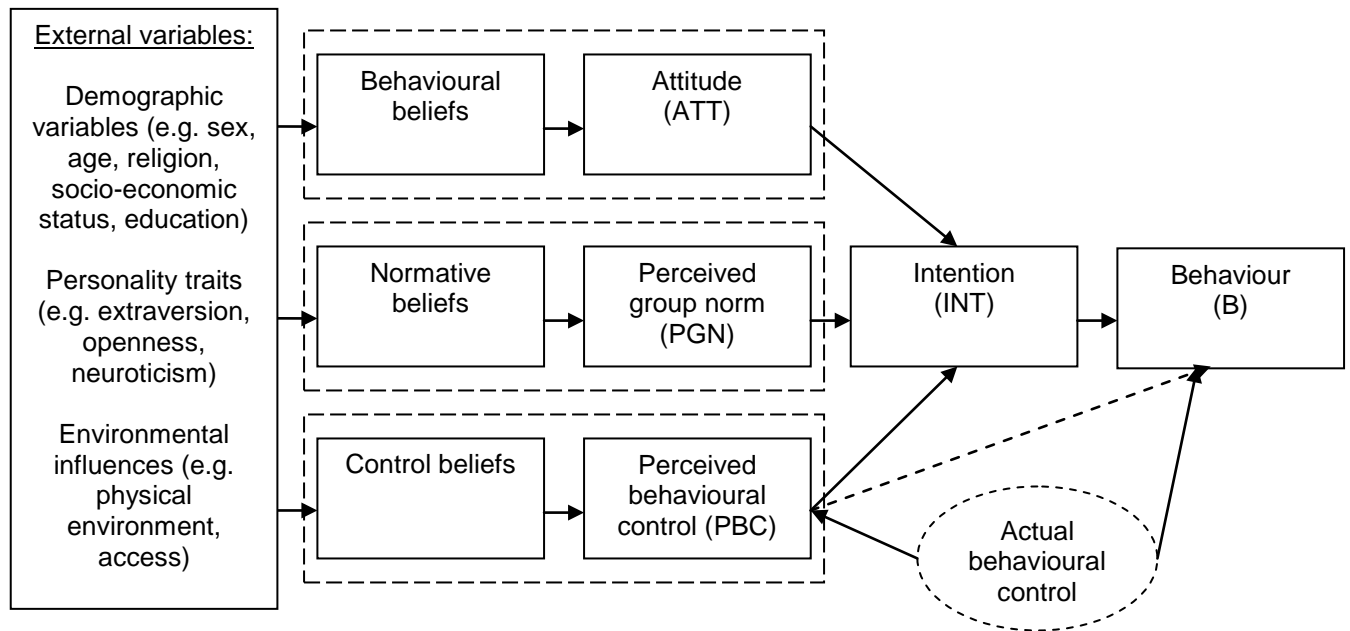 External variables:
Demographic
variables (e.g. sex,
age, religion,
socio-economic
status, education)
Personality traits
(e.g. extraversion,
openness,
neuroticism)
Environmental
influences (e.g.
physical
environment,
access)
Behavioural
beliefs
Attitude
(ATT)
Normative
beliefs
Perceived
group norm
(PGN)
Control beliefs
Perceived
behavioural
control (PBC)
Intention
(INT)
Behaviour
(B)
Actual
behavioural
control